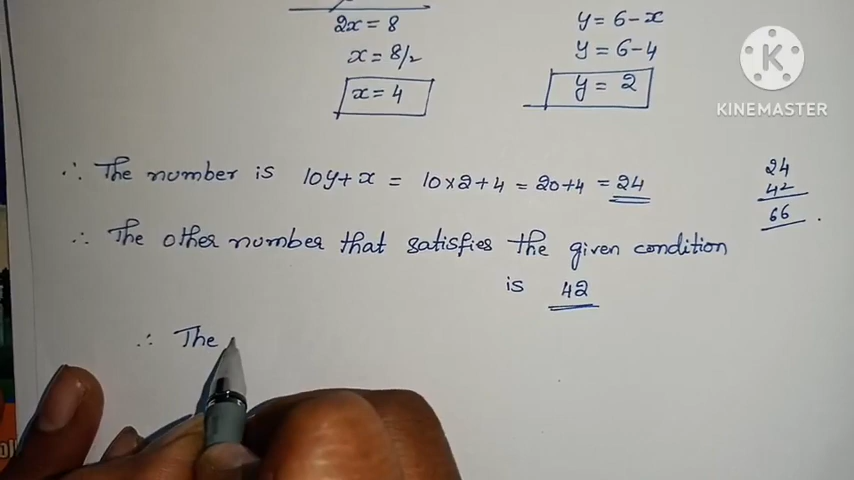 2x = 8
x = 8/2
x = 4
y = 6 - x
y = 6 - 4
y = 2
K
KINEMASTER
∴ The number is 10y + x = 10 × 2 + 4 = 20 + 4 = 24
24
42
66 .
∴ The other number that satisfies the given condition
is 42
∴ The